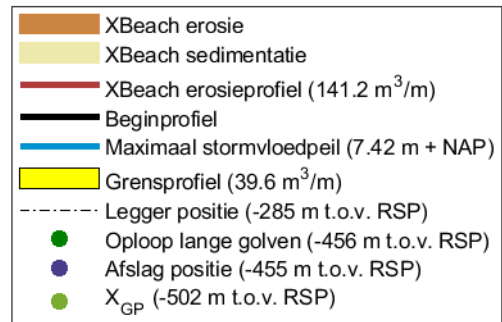 XBeach erosie
XBeach sedimentatie
XBeach erosieprofiel (141.2 m³/m)
Beginprofiel
Maximaal stormvloedpeil (7.42 m + NAP)
Grensprofiel (39.6 m³/m)
Legger positie (-285 m t.o.v. RSP)
Oploop lange golven (-456 m t.o.v. RSP)
Afslag positie (-455 m t.o.v. RSP)
X_GP (-502 m t.o.v. RSP)